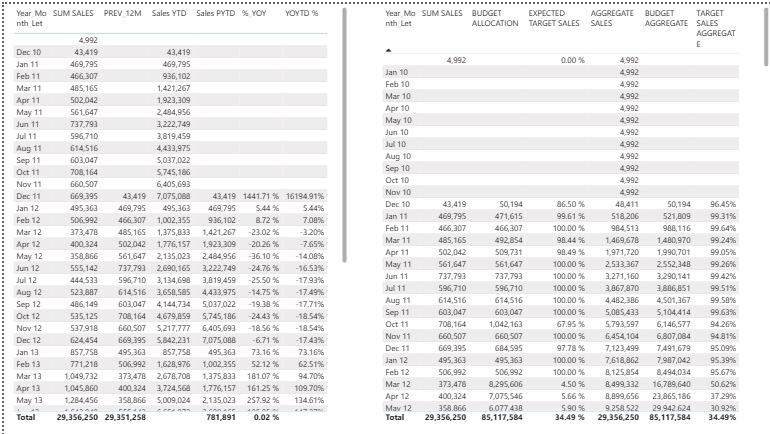 Year_Mo SUM SALES PREV_12M Sales YTD Sales PYTD %_YOY YOYTD %
nth_Let
4,992
Dec 10 43,419 43,419
Jan 11 469,795 469,795
Feb 11 466,307 936,102
Mar 11 485,165 1,421,267
Apr 11 502,042 1,923,309
May 11 561,647 2,484,956
Jun 11 737,793 3,222,749
Jul 11 596,710 3,819,459
Aug 11 614,516 4,433,975
Sep 11 603,047 5,037,022
Oct 11 708,164 5,745,186
Nov 11 660,507 6,405,693
Dec 11 669,395 43,419 7,075,088 43,419 1441.71 % 16194.91%
Jan 12 495,363 469,795 495,363 469,795 5.44 % 5.44%
Feb 12 506,992 466,307 1,002,355 936,102 8.72 % 7.08%
Mar 12 373,478 485,165 1,375,833 1,421,267 -23.02 % -3.20%
Apr 12 400,324 502,042 1,776,157 1,923,309 -20.26 % -7.65%
May 12 358,866 561,647 2,135,023 2,484,956 -36.10 % -14.08%
Jun 12 555,142 737,793 2,690,165 3,222,749 -24.76 % -16.53%
Jul 12 444,533 596,710 3,134,698 3,819,459 -25.50 % -17.93%
Aug 12 523,887 614,516 3,658,585 4,433,975 -14.75 % -17.49%
Sep 12 486,149 603,047 4,144,734 5,037,022 -19.38 % -17.71%
Oct 12 535,125 708,164 4,679,859 5,745,186 -24.43 % -18.54%
Nov 12 537,918 660,507 5,217,777 6,405,693 -18.56 % -18.54%
Dec 12 624,454 669,395 5,842,231 7,075,088 -6.71 % -17.43%
Jan 13 857,758 495,363 857,758 495,363 73.16 % 73.16%
Feb 13 771,218 506,992 1,628,976 1,002,355 52.12 % 62.51%
Mar 13 1,049,732 373,478 2,678,708 1,375,833 181.07 % 94.70%
Apr 13 1,045,860 400,324 3,724,568 1,776,157 161.25 % 109.70%
May 13 1,284,456 358,866 5,009,024 2,135,023 257.92 % 134.61%
Total 29,356,250 29,351,258 781,891 0.02 %
Year_Mo SUM SALES BUDGET EXPECTED AGGREGATE BUDGET TARGET
nth_Let ALLOCATION TARGET SALES SALES AGGREGATE SALES
AGGREGAT
E
4,992 0.00 % 4,992
Jan 10 4,992
Feb 10 4,992
Mar 10 4,992
Apr 10 4,992
May 10 4,992
Jun 10 4,992
Jul 10 4,992
Aug 10 4,992
Sep 10 4,992
Oct 10 4,992
Nov 10 4,992
Dec 10 43,419 50,194 86.50 % 48,411 50,194 96.45%
Jan 11 469,795 471,615 99.61 % 518,206 521,809 99.31%
Feb 11 466,307 466,307 100.00 % 984,513 988,116 99.64%
Mar 11 485,165 492,854 98.44 % 1,469,678 1,480,970 99.24%
Apr 11 502,042 509,731 98.49 % 1,971,720 1,990,701 99.05%
May 11 561,647 561,647 100.00 % 2,533,367 2,552,348 99.26%
Jun 11 737,793 737,793 100.00 % 3,271,160 3,290,141 99.42%
Jul 11 596,710 596,710 100.00 % 3,867,870 3,886,851 99.51%
Aug 11 614,516 614,516 100.00 % 4,482,386 4,501,367 99.58%
Sep 11 603,047 603,047 100.00 % 5,085,433 5,104,414 99.63%
Oct 11 708,164 1,042,163 67.95 % 5,793,597 6,146,577 94.26%
Nov 11 660,507 660,507 100.00 % 6,454,104 6,807,084 94.81%
Dec 11 669,395 684,595 97.78 % 7,123,499 7,491,679 95.09%
Jan 12 495,363 495,363 100.00 % 7,618,862 7,987,042 95.39%
Feb 12 506,992 506,992 100.00 % 8,125,854 8,494,034 95.67%
Mar 12 373,478 8,295,606 4.50 % 8,499,332 16,789,640 50.62%
Apr 12 400,324 7,075,546 5.66 % 8,899,656 23,865,186 37.29%
May 12 358,866 6,077,438 5.90 % 9,258,522 29,942,624 30.92%
Total 29,356,250 85,117,584 34.49 % 29,356,250 85,117,584 34.49%